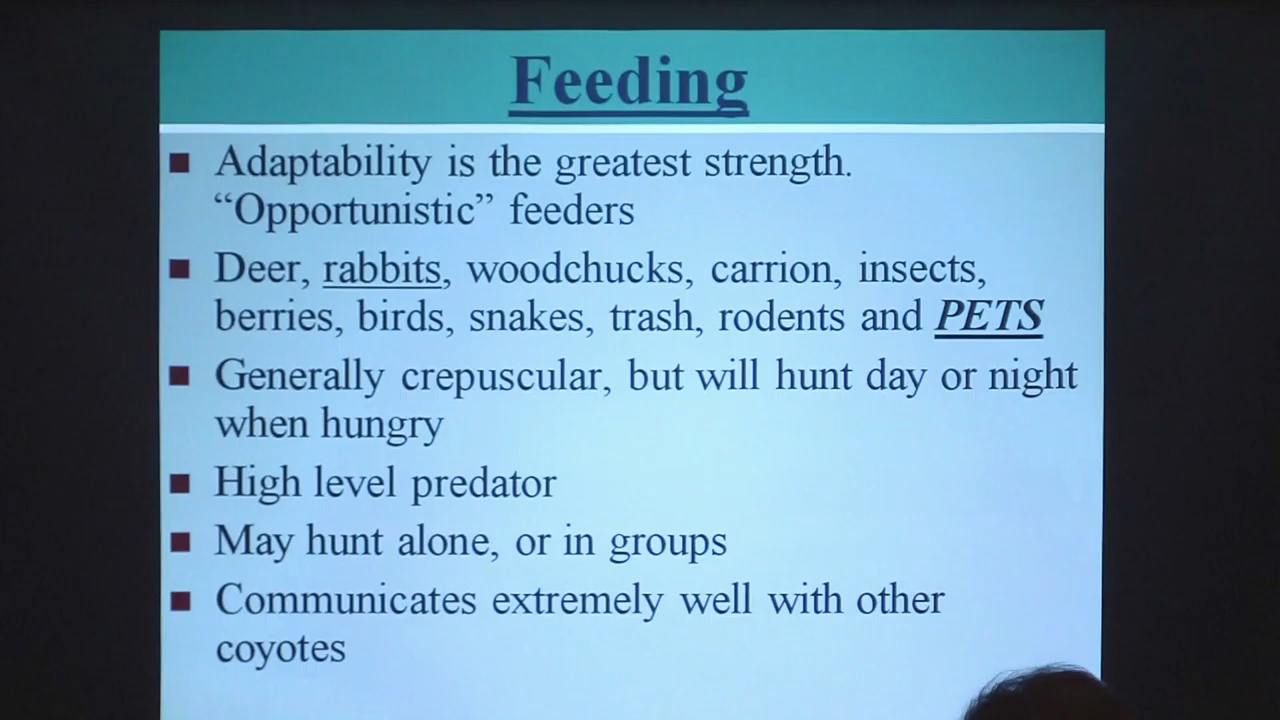 Feeding
Adaptability is the greatest strength.
“Opportunistic” feeders
Deer, rabbits, woodchucks, carrion, insects,
berries, birds, snakes, trash, rodents and PETS
Generally crepuscular, but will hunt day or night
when hungry
High level predator
May hunt alone, or in groups
Communicates extremely well with other
coyotes